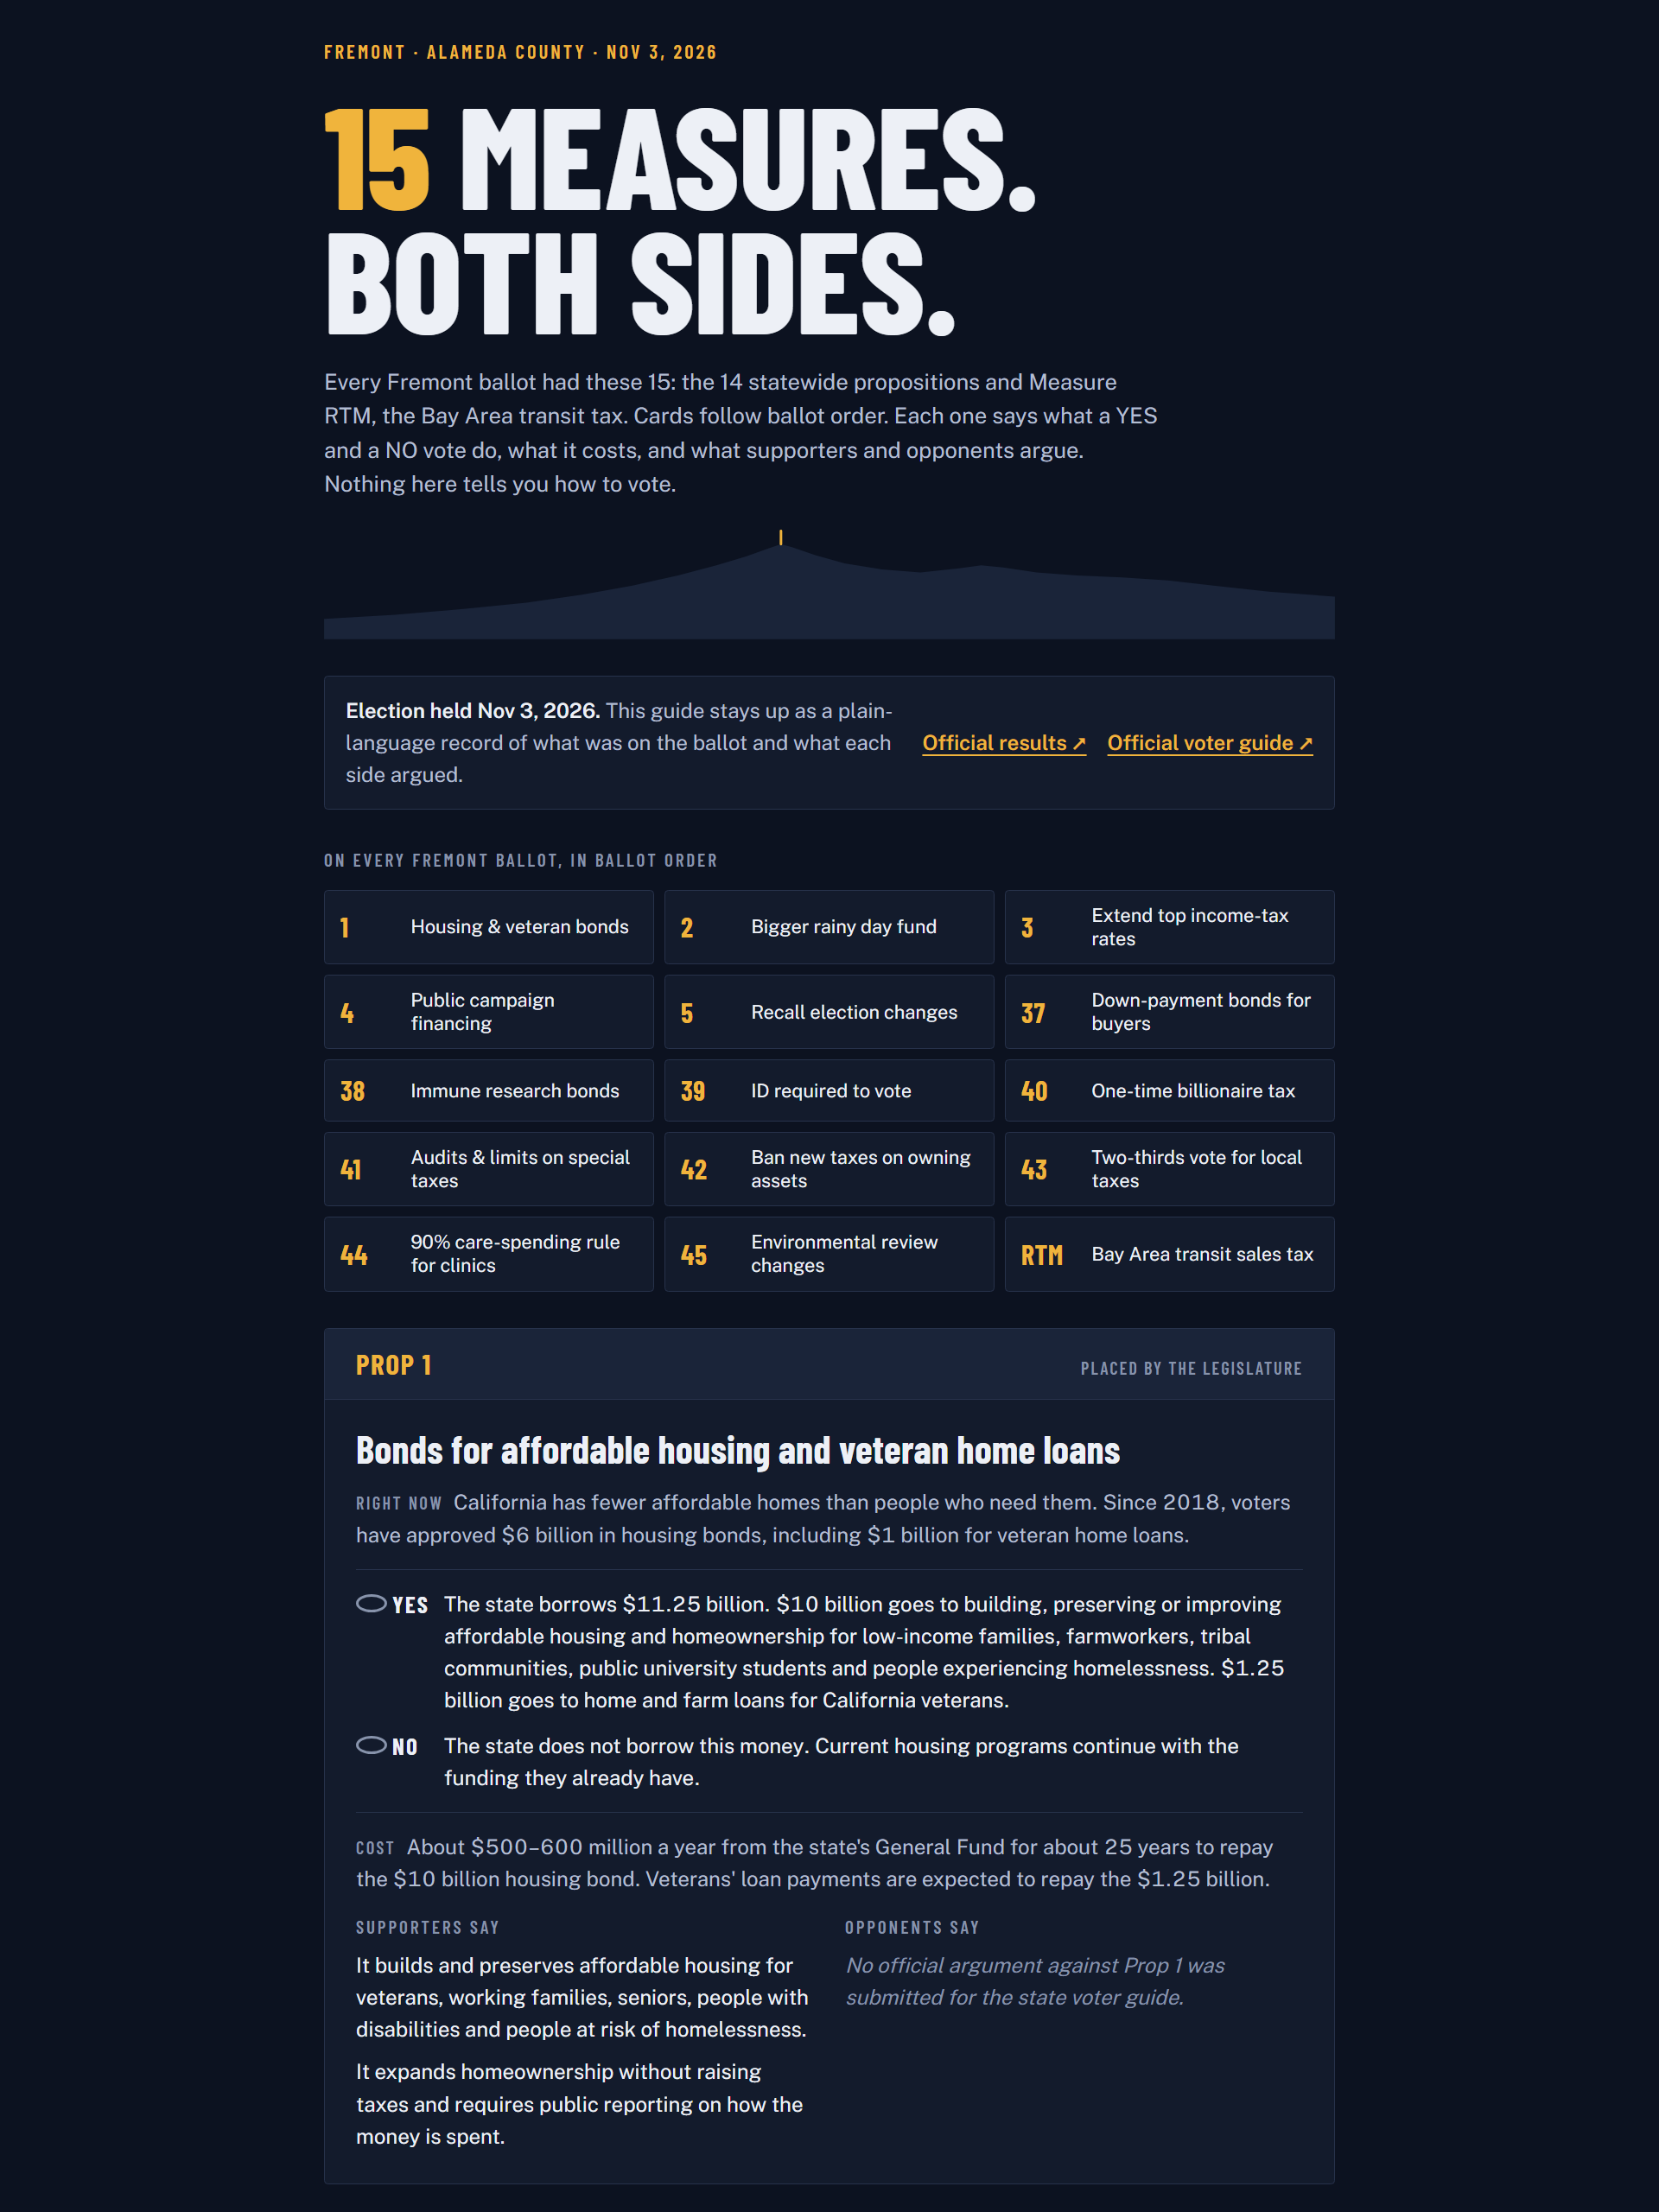 FREMONT · ALAMEDA COUNTY · NOV 3, 2026
15 MEASURES.
BOTH SIDES.
Every Fremont ballot had these 15: the 14 statewide propositions and Measure
RTM, the Bay Area transit tax. Cards follow ballot order. Each one says what a YES
and a NO vote do, what it costs, and what supporters and opponents argue.
Nothing here tells you how to vote.
Election held Nov 3, 2026. This guide stays up as a plain-
language record of what was on the ballot and what each
side argued.
Official results ↗ Official voter guide ↗
ON EVERY FREMONT BALLOT, IN BALLOT ORDER
1 Housing & veteran bonds
2 Bigger rainy day fund
3 Extend top income-tax
rates
4 Public campaign
financing
5 Recall election changes
37 Down-payment bonds for
buyers
38 Immune research bonds
39 ID required to vote
40 One-time billionaire tax
41 Audits & limits on special
taxes
42 Ban new taxes on owning
assets
43 Two-thirds vote for local
taxes
44 90% care-spending rule
for clinics
45 Environmental review
changes
RTM Bay Area transit sales tax
PROP 1 PLACED BY THE LEGISLATURE
Bonds for affordable housing and veteran home loans
RIGHT NOW California has fewer affordable homes than people who need them. Since 2018, voters
have approved $6 billion in housing bonds, including $1 billion for veteran home loans.
YES The state borrows $11.25 billion. $10 billion goes to building, preserving or improving
affordable housing and homeownership for low-income families, farmworkers, tribal
communities, public university students and people experiencing homelessness. $1.25
billion goes to home and farm loans for California veterans.
NO The state does not borrow this money. Current housing programs continue with the
funding they already have.
COST About $500–600 million a year from the state's General Fund for about 25 years to repay
the $10 billion housing bond. Veterans' loan payments are expected to repay the $1.25 billion.
SUPPORTERS SAY
It builds and preserves affordable housing for
veterans, working families, seniors, people with
disabilities and people at risk of homelessness.
It expands homeownership without raising
taxes and requires public reporting on how the
money is spent.
OPPONENTS SAY
No official argument against Prop 1 was
submitted for the state voter guide.